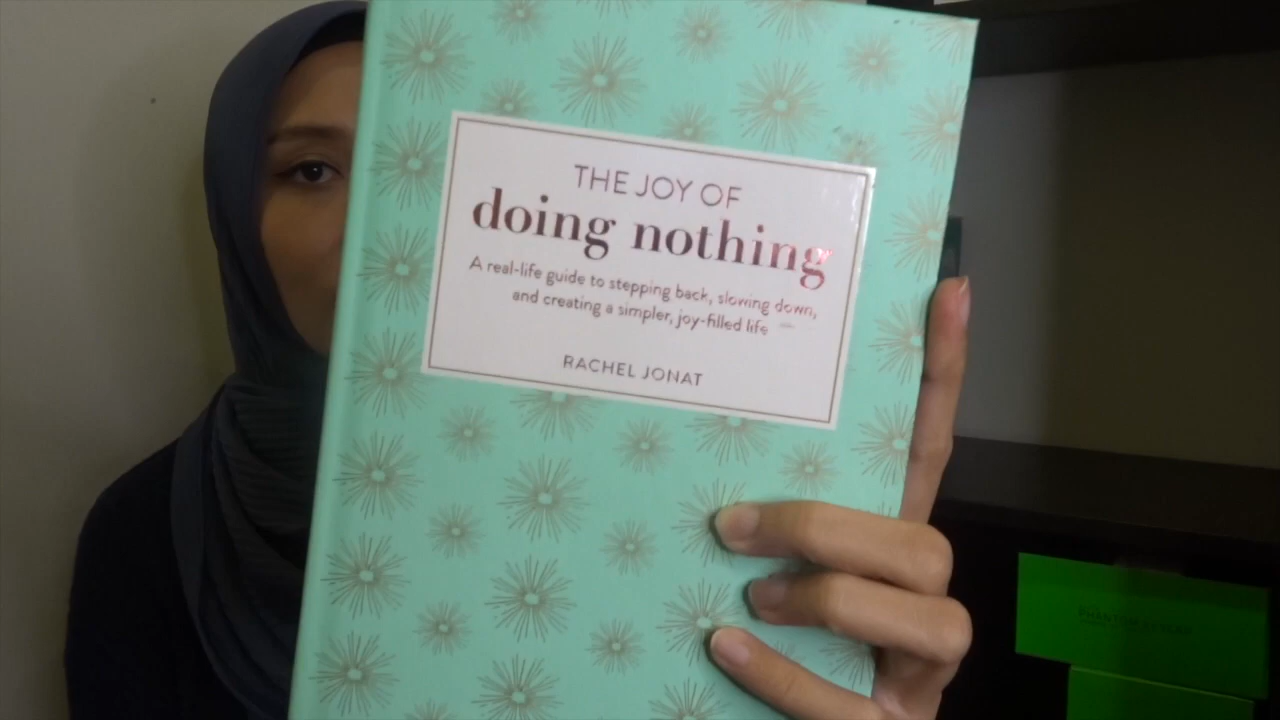 THE JOY OF
doing nothing
A real-life guide to stepping back, slowing down,
and creating a simpler, joy-filled life
RACHEL JONAT